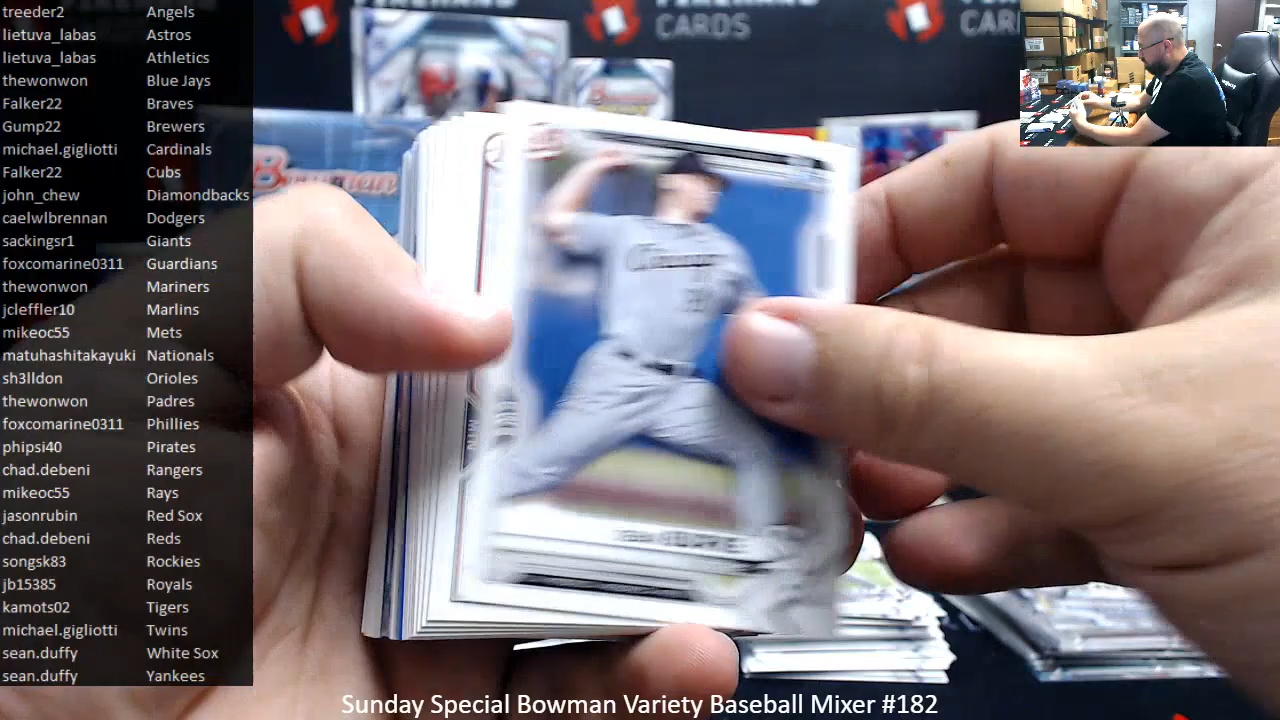 CARDS
CAR
treeder2 Angels
lietuva_labas Astros
lietuva_labas Athletics
thewonwon Blue Jays
Falker22 Braves
Gump22 Brewers
michael.gigliotti Cardinals
Falker22 Cubs
john_chew Diamondbacks
caelwlbrennan Dodgers
sackingsr1 Giants
foxcomarine0311 Guardians
thewonwon Mariners
jcleffler10 Marlins
mikeoc55 Mets
matuhashitakayuki Nationals
sh3lldon Orioles
thewonwon Padres
foxcomarine0311 Phillies
phipsi40 Pirates
chad.debeni Rangers
mikeoc55 Rays
jasonrubin Red Sox
chad.debeni Reds
songsk83 Rockies
jb15385 Royals
kamots02 Tigers
michael.gigliotti Twins
sean.duffy White Sox
sean.duffy Yankees
Bowman
Bowman
Sunday Special Bowman Variety Baseball Mixer #182